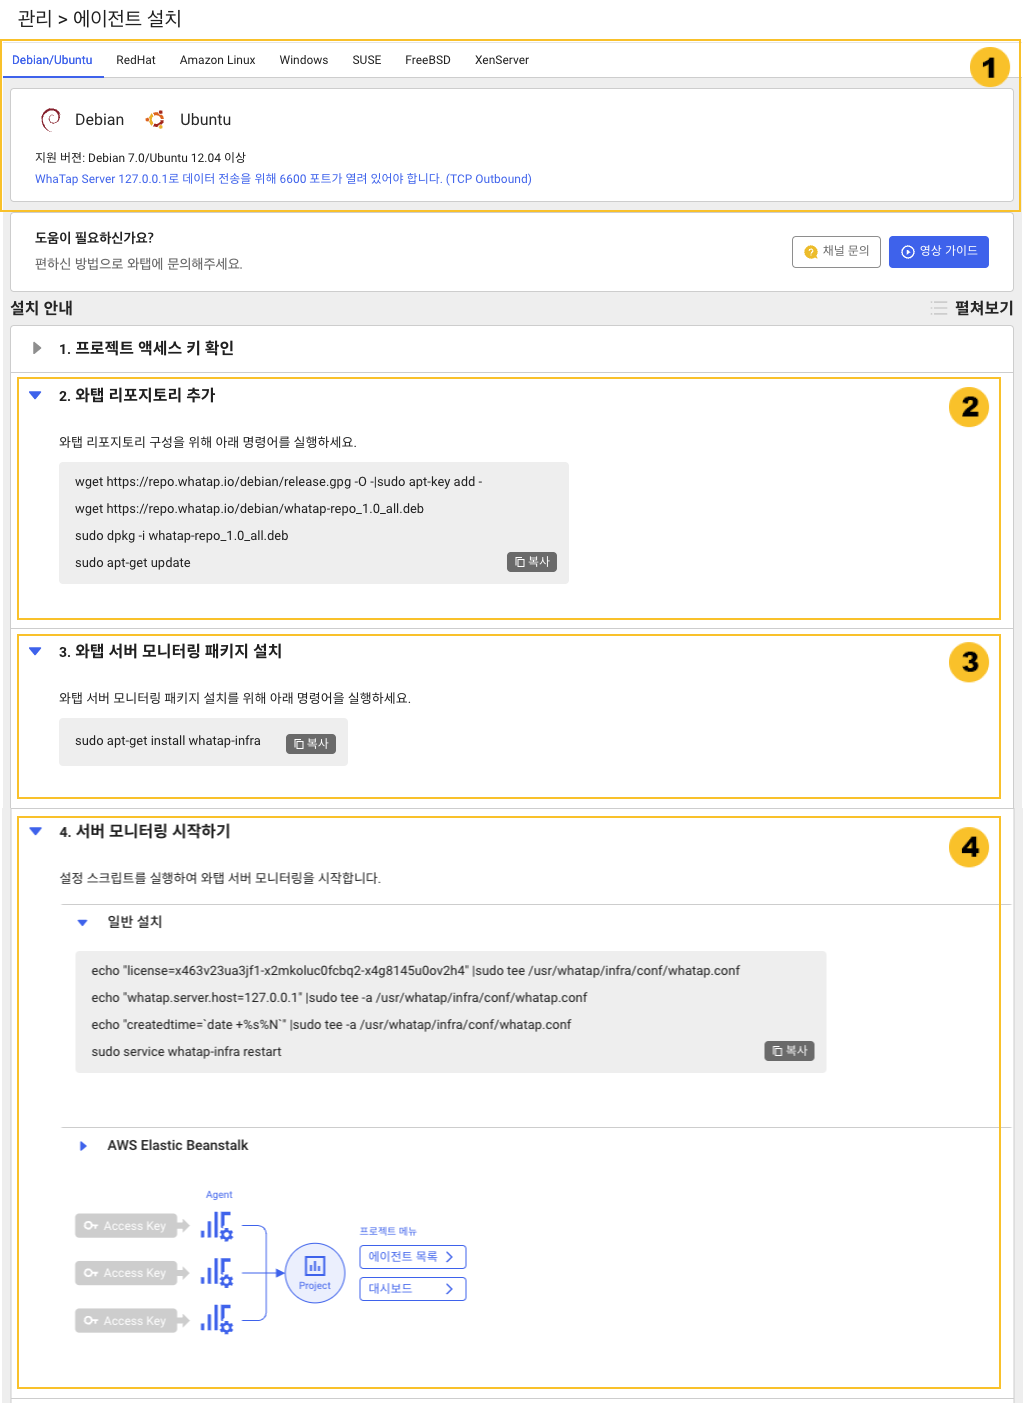 관리 > 에이전트 설치
Debian/Ubuntu RedHat Amazon Linux Windows SUSE FreeBSD XenServer
1
Debian Ubuntu
지원 버젼: Debian 7.0/Ubuntu 12.04 이상
WhaTap Server 127.0.0.1로 데이터 전송을 위해 6600 포트가 열려 있어야 합니다. (TCP Outbound)
도움이 필요하신가요?
편하신 방법으로 와탭에 문의해주세요.
채널 문의
영상 가이드
설치 안내
펼쳐보기
1. 프로젝트 액세스 키 확인
2. 와탭 리포지토리 추가
2
와탭 리포지토리 구성을 위해 아래 명령어를 실행하세요.
wget https://repo.whatap.io/debian/release.gpg -O -|sudo apt-key add -
wget https://repo.whatap.io/debian/whatap-repo_1.0_all.deb
sudo dpkg -i whatap-repo_1.0_all.deb
sudo apt-get update
복사
3. 와탭 서버 모니터링 패키지 설치
3
와탭 서버 모니터링 패키지 설치를 위해 아래 명령어을 실행하세요.
sudo apt-get install whatap-infra
복사
4. 서버 모니터링 시작하기
4
설정 스크립트를 실행하여 와탭 서버 모니터링을 시작합니다.
일반 설치
echo "license=x463v23ua3jf1-x2mkoluc0fcbq2-x4g8145u0ov2h4" |sudo tee /usr/whatap/infra/conf/whatap.conf
echo "whatap.server.host=127.0.0.1" |sudo tee -a /usr/whatap/infra/conf/whatap.conf
echo "createdtime=`date +%s%N`" |sudo tee -a /usr/whatap/infra/conf/whatap.conf
sudo service whatap-infra restart
복사
AWS Elastic Beanstalk
Agent
Access Key
Access Key
Access Key
Project
프로젝트 메뉴
에이전트 목록
대시보드